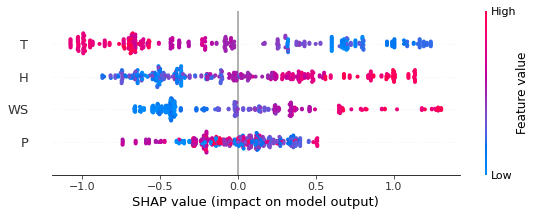 High
T
H
WS
P
Feature value
Low
−1.0 −0.5 0.0 0.5 1.0
SHAP value (impact on model output)